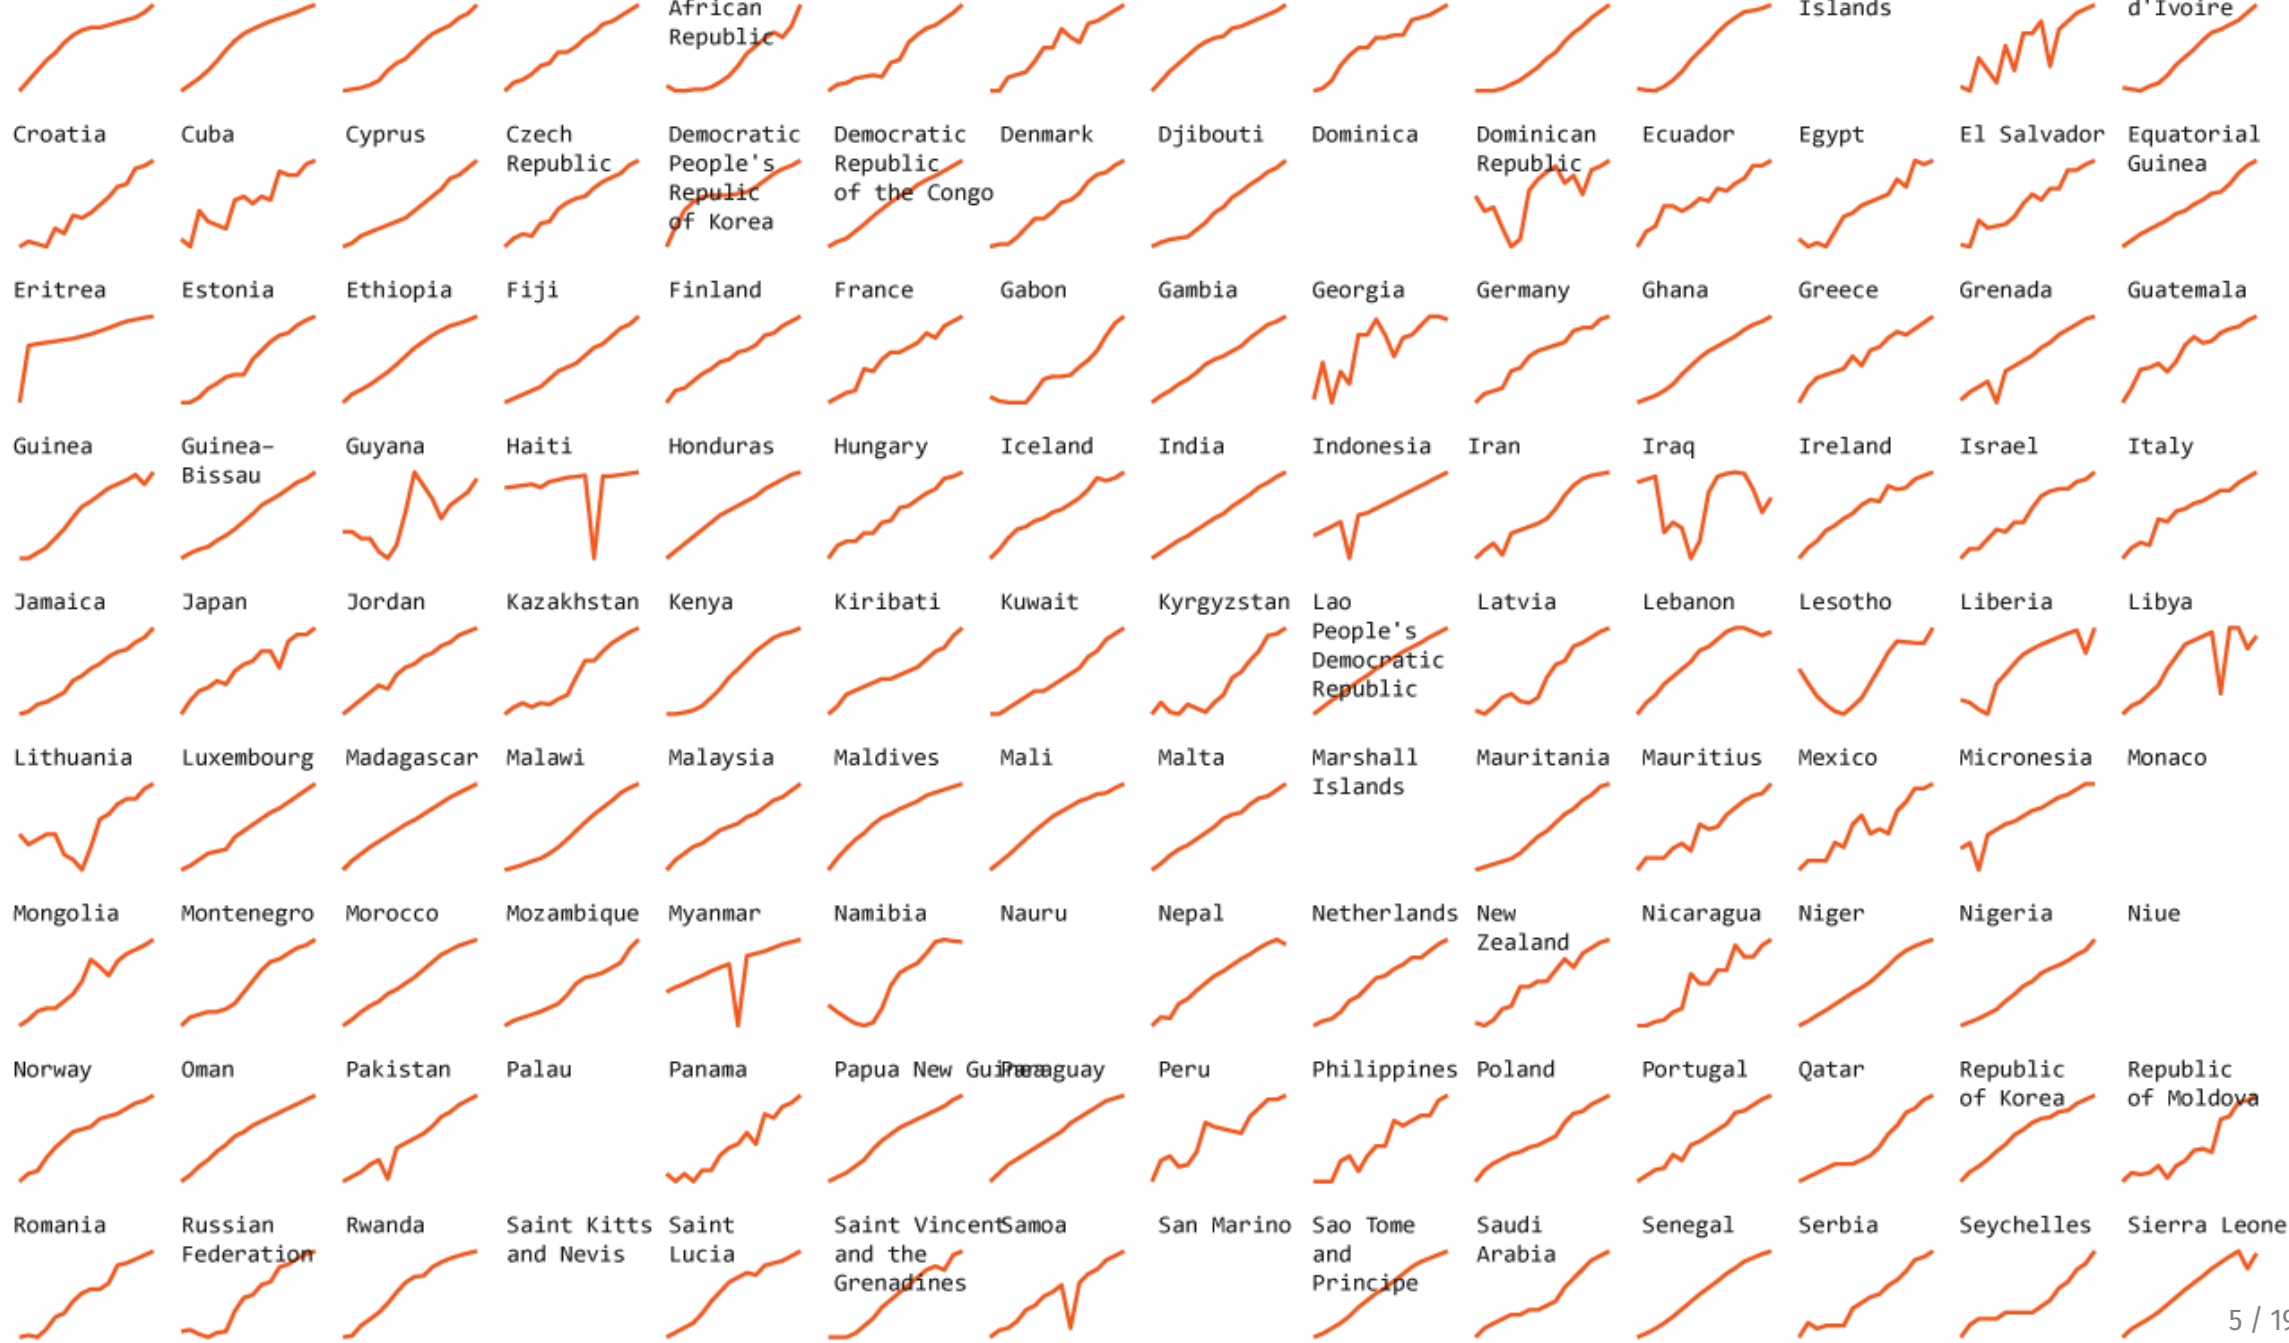 African
Republic
Islands
d'Ivoire
Croatia
Cuba
Cyprus
Czech
Republic
Democratic
People's
Repulic
of Korea
Democratic
Republic
of the Congo
Denmark
Djibouti
Dominica
Dominican
Republic
Ecuador
Egypt
El Salvador
Equatorial
Guinea
Eritrea
Estonia
Ethiopia
Fiji
Finland
France
Gabon
Gambia
Georgia
Germany
Ghana
Greece
Grenada
Guatemala
Guinea
Guinea–
Bissau
Guyana
Haiti
Honduras
Hungary
Iceland
India
Indonesia
Iran
Iraq
Ireland
Israel
Italy
Jamaica
Japan
Jordan
Kazakhstan
Kenya
Kiribati
Kuwait
Kyrgyzstan
Lao
People's
Democratic
Republic
Latvia
Lebanon
Lesotho
Liberia
Libya
Lithuania
Luxembourg
Madagascar
Malawi
Malaysia
Maldives
Mali
Malta
Marshall
Islands
Mauritania
Mauritius
Mexico
Micronesia
Monaco
Mongolia
Montenegro
Morocco
Mozambique
Myanmar
Namibia
Nauru
Nepal
Netherlands
New
Zealand
Nicaragua
Niger
Nigeria
Niue
Norway
Oman
Pakistan
Palau
Panama
Papua New Guinea
Paraguay
Peru
Philippines
Poland
Portugal
Qatar
Republic
of Korea
Republic
of Moldova
Romania
Russian
Federation
Rwanda
Saint Kitts
and Nevis
Saint
Lucia
Saint Vincent
and the
Grenadines
Samoa
San Marino
Sao Tome
and
Principe
Saudi
Arabia
Senegal
Serbia
Seychelles
Sierra Leone
5 / 19